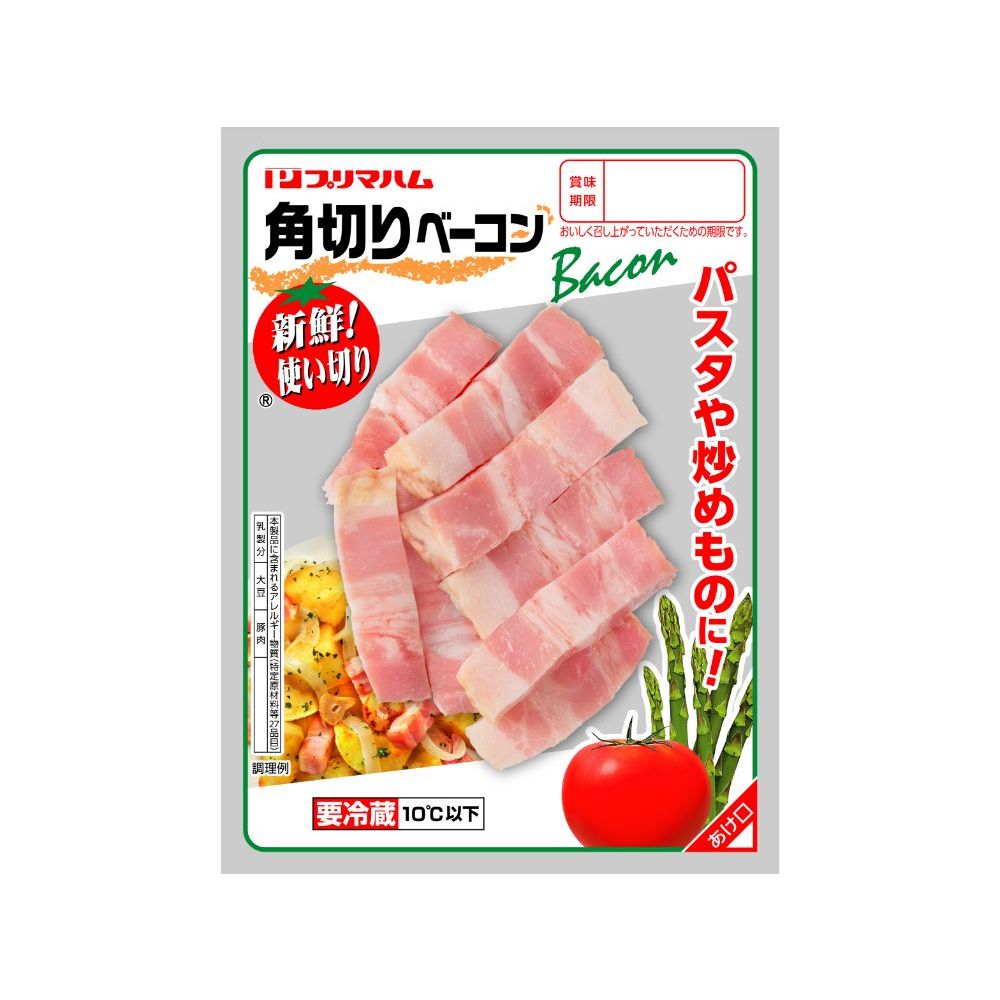 プリマハム
角切りベーコン
賞味
期限
おいしく召し上がっていただくための期限です。
Bacon
新鮮!
使い切り
®
パスタや炒めものに!
本製品に含まれるアレルギー物質(特定原材料等27品目)
乳製分 大豆 豚肉
調理例
要冷蔵 10℃以下
あけ口